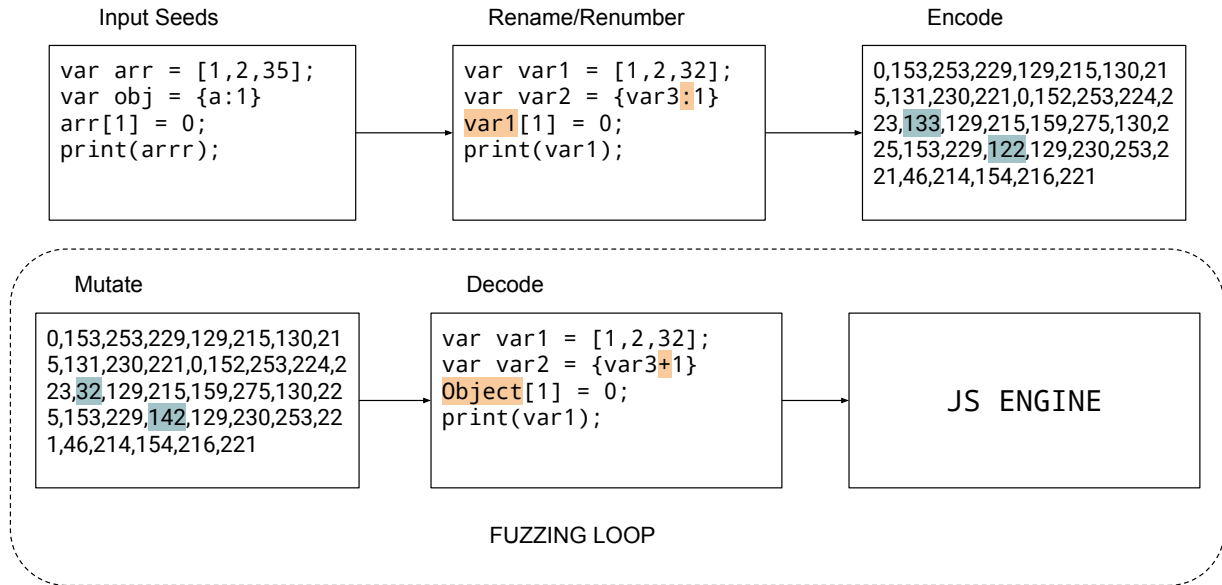 Input Seeds
var arr = [1,2,35];
var obj = {a:1}
arr[1] = 0;
print(arrr);
Rename/Renumber
var var1 = [1,2,32];
var var2 = {var3:1}
var1[1] = 0;
print(var1);
Encode
0,153,253,229,129,215,130,21
5,131,230,221,0,152,253,224,2
23,133,129,215,159,275,130,2
25,153,229,122,129,230,253,2
21,46,214,154,216,221
Mutate
0,153,253,229,129,215,130,21
5,131,230,221,0,152,253,224,2
23,32,129,215,159,275,130,22
5,153,229,142,129,230,253,22
1,46,214,154,216,221
Decode
var var1 = [1,2,32];
var var2 = {var3+1}
Object[1] = 0;
print(var1);
JS ENGINE
FUZZING LOOP